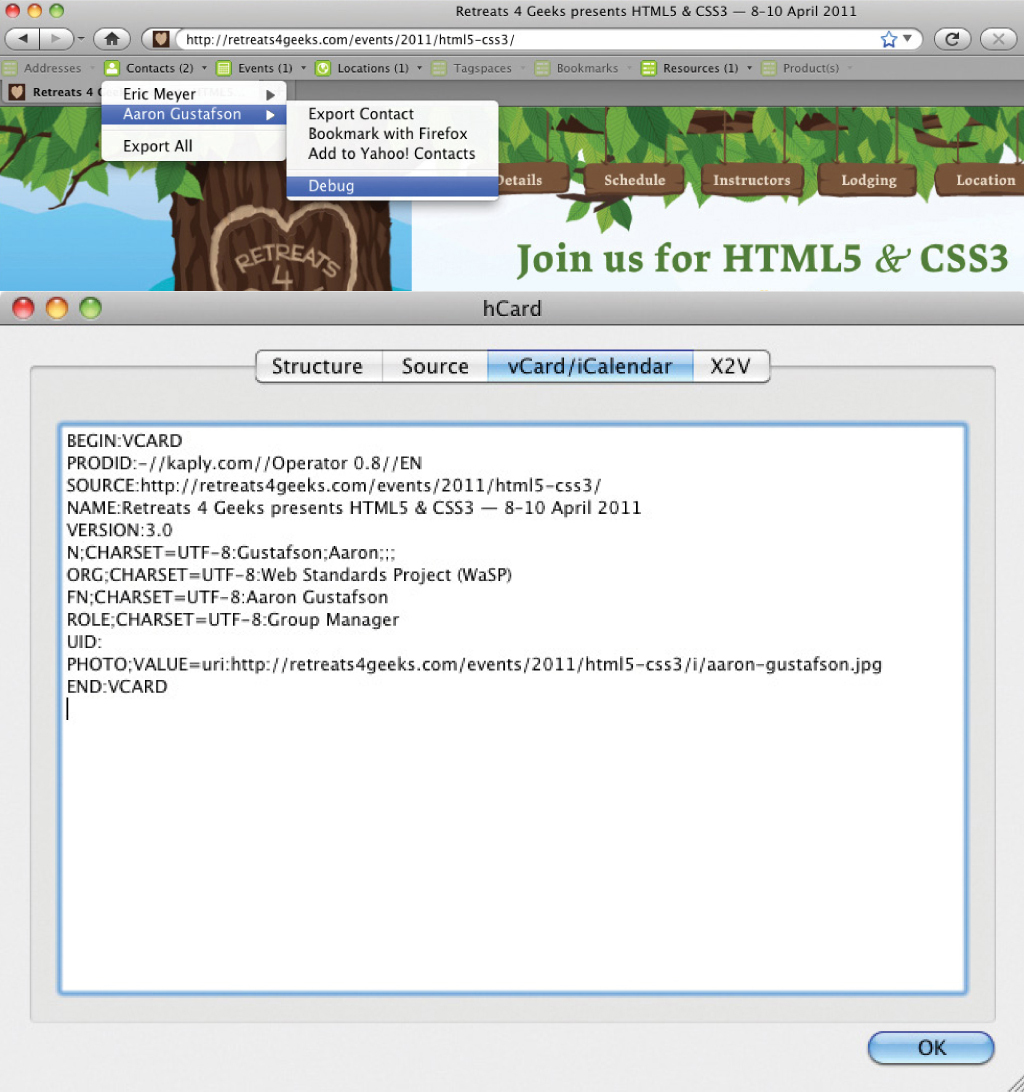 Retreats 4 Geeks presents HTML5 & CSS3 — 8–10 April 2011
http://retreats4geeks.com/events/2011/html5-css3/
Addresses Contacts (2) Events (1) Locations (1) Tagspaces Bookmarks Resources (1) Product(s)
Retreats 4
Eric Meyer
Aaron Gustafson
Export All
Export Contact
Bookmark with Firefox
Add to Yahoo! Contacts
Debug
Details Schedule Instructors Lodging Location
RETREATS
4
Join us for HTML5 & CSS3
hCard
Structure Source vCard/iCalendar X2V
BEGIN:VCARD
PRODID:-//kaply.com//Operator 0.8//EN
SOURCE:http://retreats4geeks.com/events/2011/html5-css3/
NAME:Retreats 4 Geeks presents HTML5 & CSS3 — 8–10 April 2011
VERSION:3.0
N;CHARSET=UTF-8:Gustafson;Aaron;;;
ORG;CHARSET=UTF-8:Web Standards Project (WaSP)
FN;CHARSET=UTF-8:Aaron Gustafson
ROLE;CHARSET=UTF-8:Group Manager
UID:
PHOTO;VALUE=uri:http://retreats4geeks.com/events/2011/html5-css3/i/aaron-gustafson.jpg
END:VCARD
OK